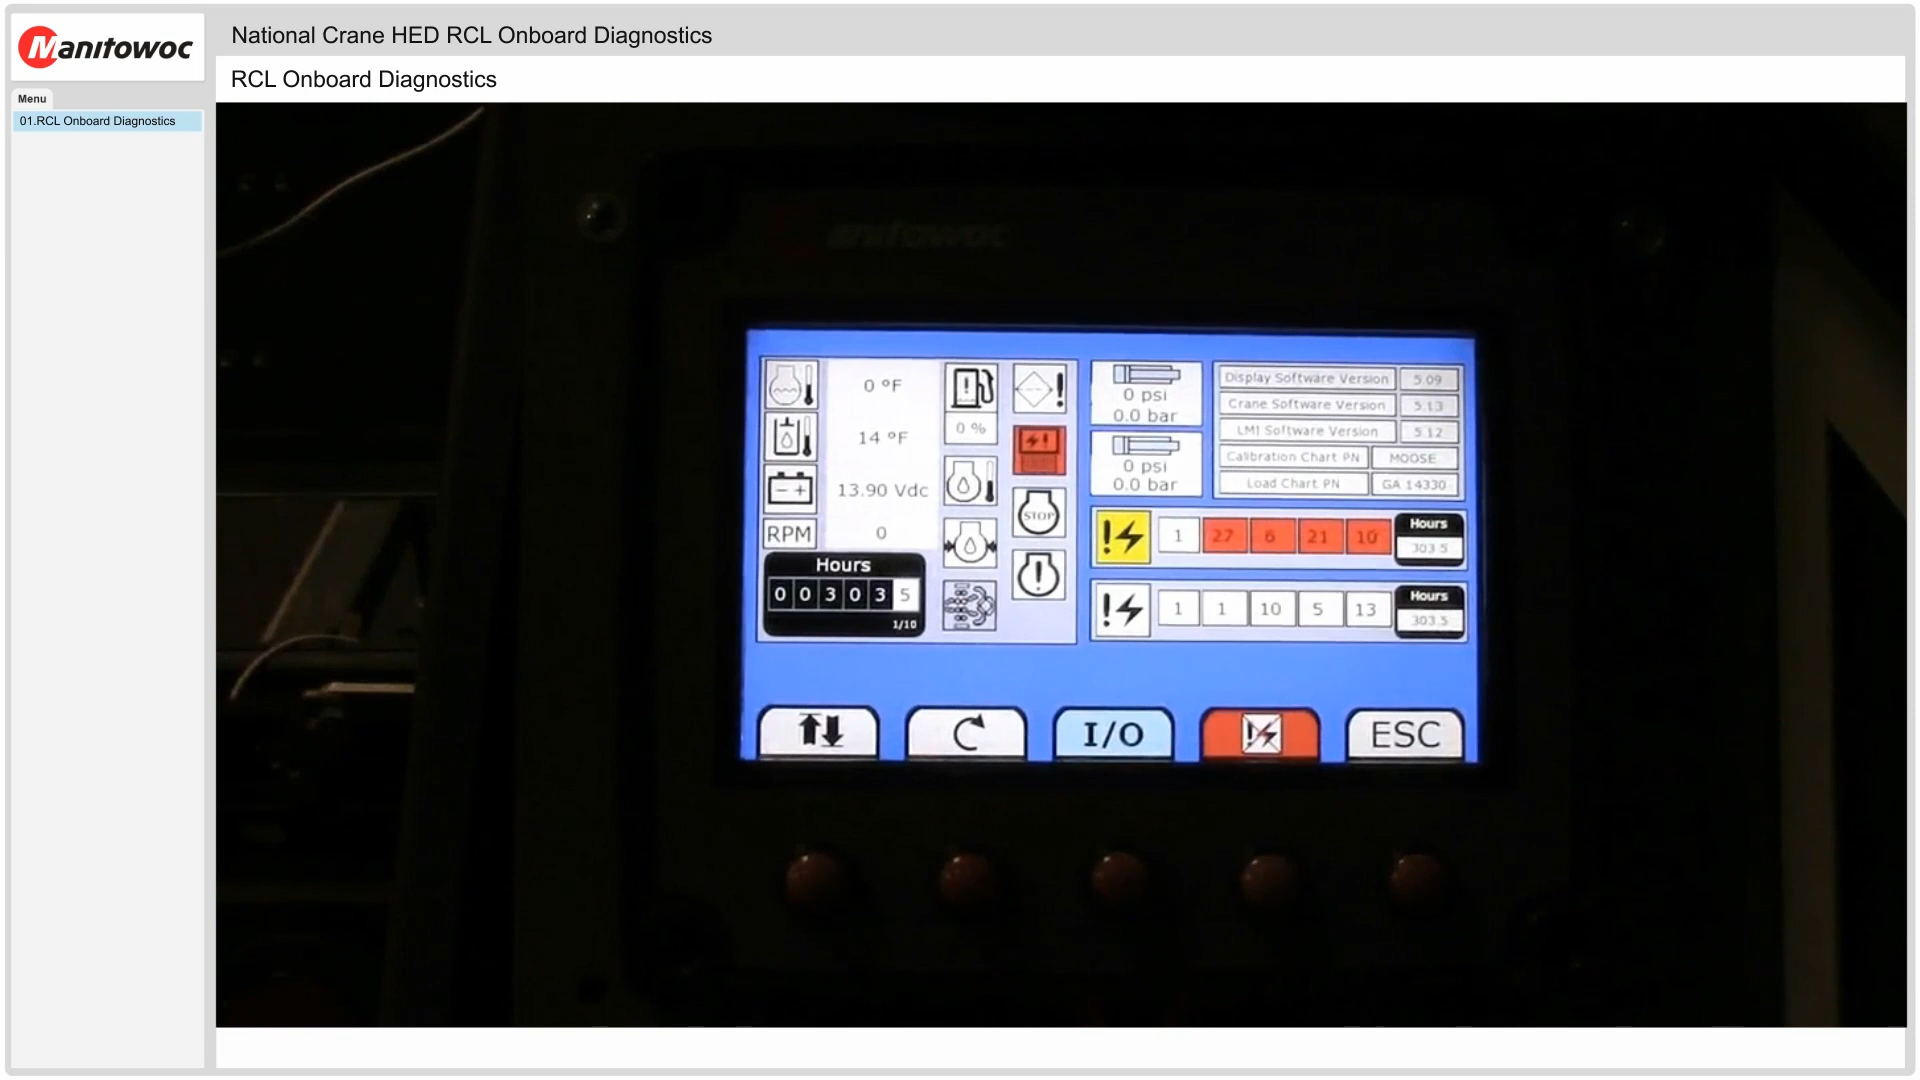 Manitowoc
National Crane HED RCL Onboard Diagnostics
RCL Onboard Diagnostics
Menu
01.RCL Onboard Diagnostics
Manitowoc
0 °F
14 °F
13.90 Vdc
RPM 0
Hours
0 0 3 0 3 5
1/10
0 %
STOP
0 psi
0.0 bar
0 psi
0.0 bar
Display Software Version 5.09
Crane Software Version 5.13
LMI Software Version 5.12
Calibration Chart PN MOOSE
Load Chart PN GA 14330
1 27 6 21 10 Hours 303.5
1 1 10 5 13 Hours 303.5
I/O
ESC